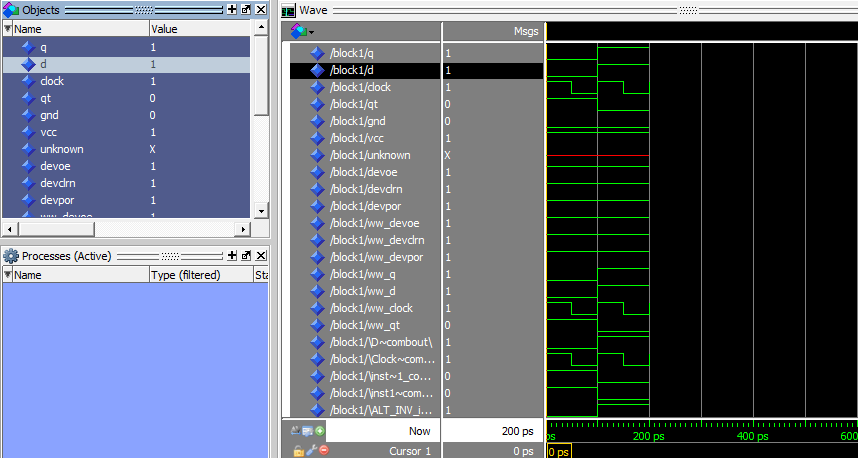 Objects
Name Value
q 1
d 1
clock 1
qt 0
gnd 0
vcc 1
unknown X
devoe 1
devclrn 1
devpor 1
ww_devoe 1
Processes (Active)
Name Type (filtered) Sta
Wave
Msgs
/block1/q 1
/block1/d 1
/block1/clock 1
/block1/qt 0
/block1/gnd 0
/block1/vcc 1
/block1/unknown X
/block1/devoe 1
/block1/devclrn 1
/block1/devpor 1
/block1/ww_devoe 1
/block1/ww_devclrn 1
/block1/ww_devpor 1
/block1/ww_q 1
/block1/ww_d 1
/block1/ww_clock 1
/block1/ww_qt 0
/block1/\D~combout\ 1
/block1/\Clock~com... 1
/block1/\inst~1_co... 0
/block1/\inst1~com... 0
/block1/\ALT_INV_i... 1
Now 200 ps ps 200 ps 400 ps 600
Cursor 1 0 ps 0 ps